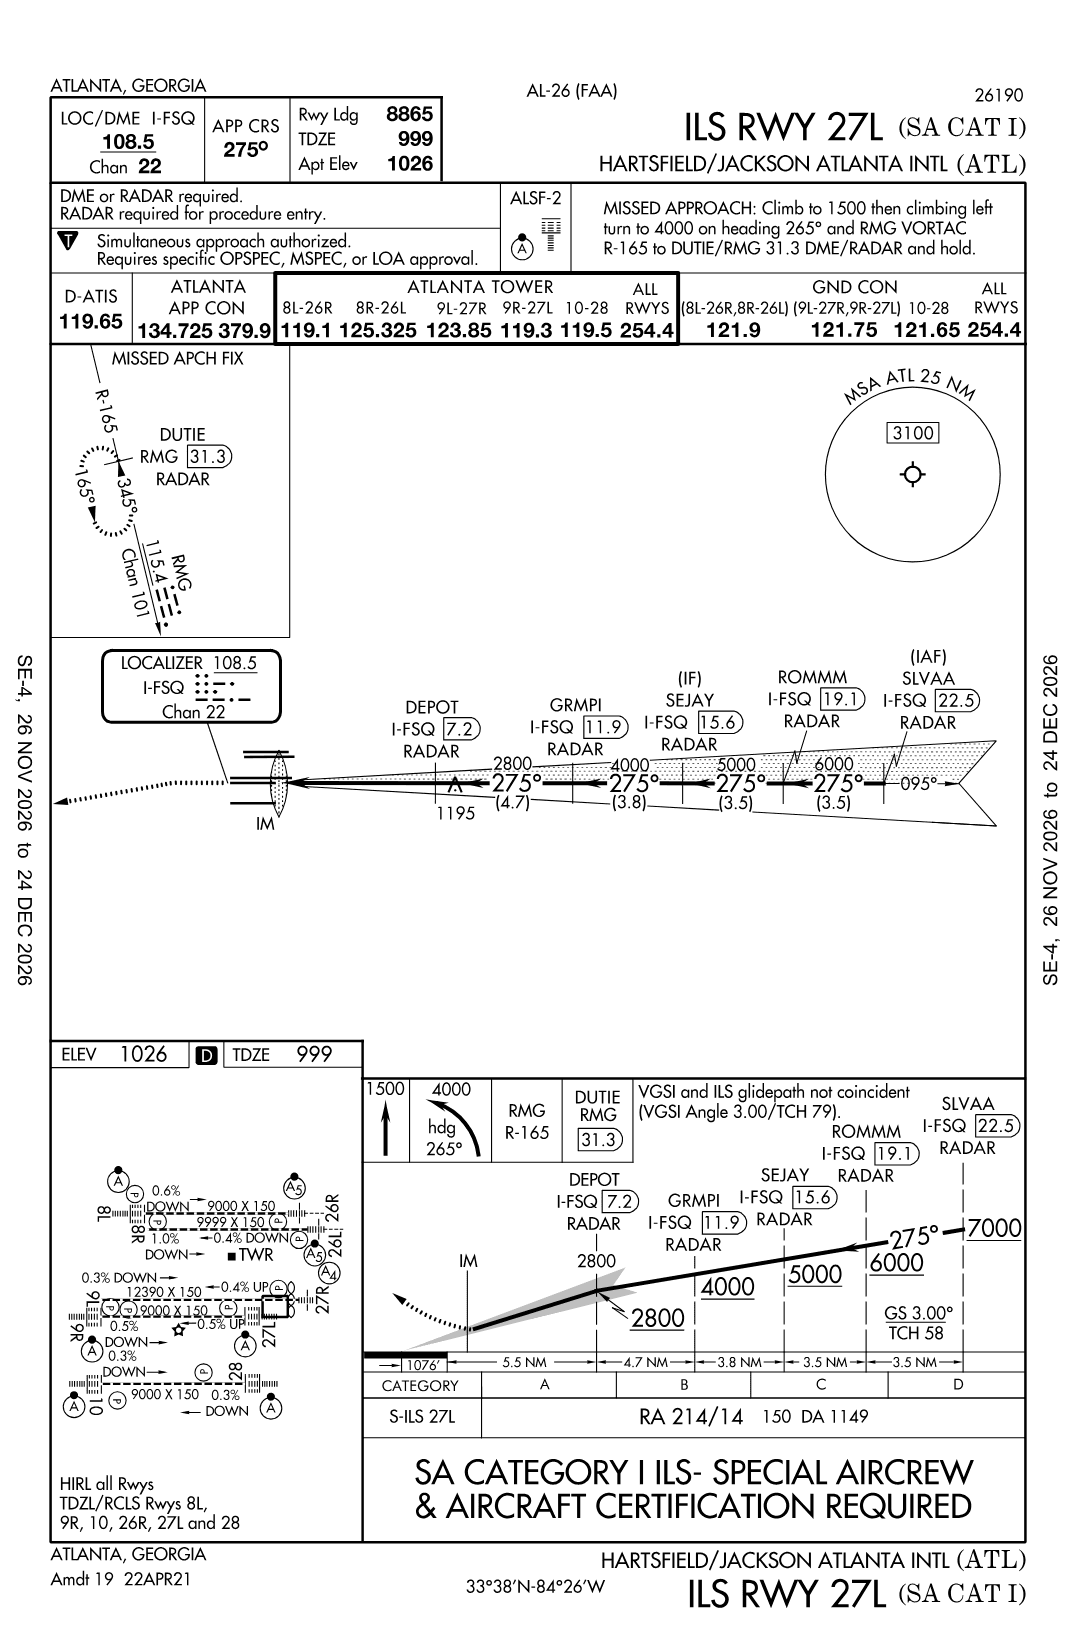 ATLANTA, GEORGIA
AL-26 (FAA)
26190
LOC/DME I-FSQ
108.5
Chan 22
APP CRS
275°
Rwy Ldg 8865
TDZE 999
Apt Elev 1026
ILS RWY 27L (SA CAT I)
HARTSFIELD/JACKSON ATLANTA INTL (ATL)
DME or RADAR required.
RADAR required for procedure entry.
T
Simultaneous approach authorized.
Requires specific OPSPEC, MSPEC, or LOA approval.
ALSF-2
A
MISSED APPROACH: Climb to 1500 then climbing left
turn to 4000 on heading 265° and RMG VORTAC
R-165 to DUTIE/RMG 31.3 DME/RADAR and hold.
D-ATIS
119.65
ATLANTA
APP CON
134.725 379.9
ATLANTA TOWER
8L-26R 8R-26L 9L-27R 9R-27L 10-28 ALL RWYS
119.1 125.325 123.85 119.3 119.5 254.4
GND CON
(8L-26R,8R-26L) (9L-27R,9R-27L) 10-28 ALL RWYS
121.9 121.75 121.65 254.4
MISSED APCH FIX
R-165
DUTIE
RMG 31.3
RADAR
165°
345°
RMG
115.4
Chan 101
MSA ATL 25 NM
3100
LOCALIZER 108.5
I-FSQ
Chan 22
IM
DEPOT
I-FSQ 7.2
RADAR
GRMPI
I-FSQ 11.9
RADAR
(IF)
SEJAY
I-FSQ 15.6
RADAR
ROMMM
I-FSQ 19.1
RADAR
(IAF)
SLVAA
I-FSQ 22.5
RADAR
2800 4000 5000 6000
275° 275° 275° 275° 095°
(4.7) (3.8) (3.5) (3.5)
1195
SE-4, 26 NOV 2026 to 24 DEC 2026
SE-4, 26 NOV 2026 to 24 DEC 2026
ELEV 1026 D TDZE 999
A
P
0.6%
DOWN
9000 X 150
A5
26R
8L
8R
P
9999 X 150
P
1.0%
DOWN
0.4% DOWN
P
26L
A5
TWR
A4
0.3% DOWN
12390 X 150
0.4% UP
P
27R
9L
P
P
9000 X 150
P
9R
0.5%
DOWN
0.5% UP
27L
A
A
0.3%
DOWN
P
28
9000 X 150
0.3%
DOWN
10
P
A
A
HIRL all Rwys
TDZL/RCLS Rwys 8L,
9R, 10, 26R, 27L and 28
1500
4000
hdg
265°
RMG
R-165
DUTIE
RMG
31.3
VGSI and ILS glidepath not coincident
(VGSI Angle 3.00/TCH 79).
SLVAA
I-FSQ 22.5
RADAR
ROMMM
I-FSQ 19.1
RADAR
SEJAY
I-FSQ 15.6
RADAR
GRMPI
I-FSQ 11.9
RADAR
DEPOT
I-FSQ 7.2
RADAR
IM
2800
2800
4000
5000
6000
275°
7000
GS 3.00°
TCH 58
1076'
5.5 NM 4.7 NM 3.8 NM 3.5 NM 3.5 NM
CATEGORY A B C D
S-ILS 27L RA 214/14 150 DA 1149
SA CATEGORY I ILS- SPECIAL AIRCREW
& AIRCRAFT CERTIFICATION REQUIRED
ATLANTA, GEORGIA
Amdt 19 22APR21
33°38'N-84°26'W
HARTSFIELD/JACKSON ATLANTA INTL (ATL)
ILS RWY 27L (SA CAT I)